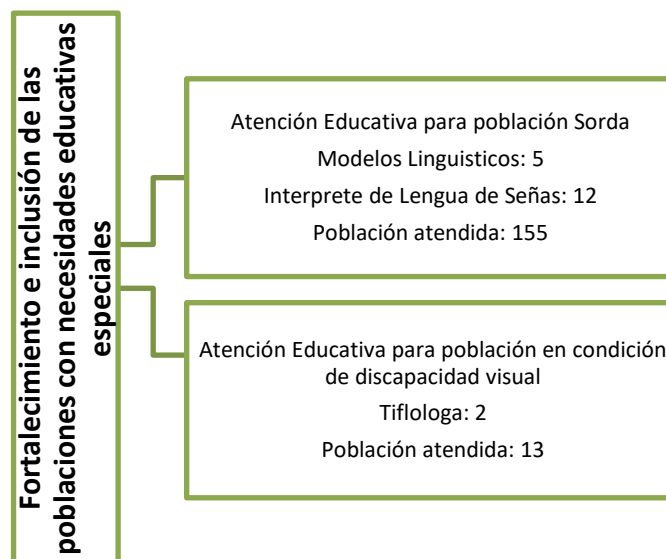 Fortalecimiento e inclusión de las
poblaciones con necesidades educativas
especiales
Atención Educativa para población Sorda
Modelos Linguisticos: 5
Interprete de Lengua de Señas: 12
Población atendida: 155
Atención Educativa para población en condición
de discapacidad visual
Tiflologa: 2
Población atendida: 13